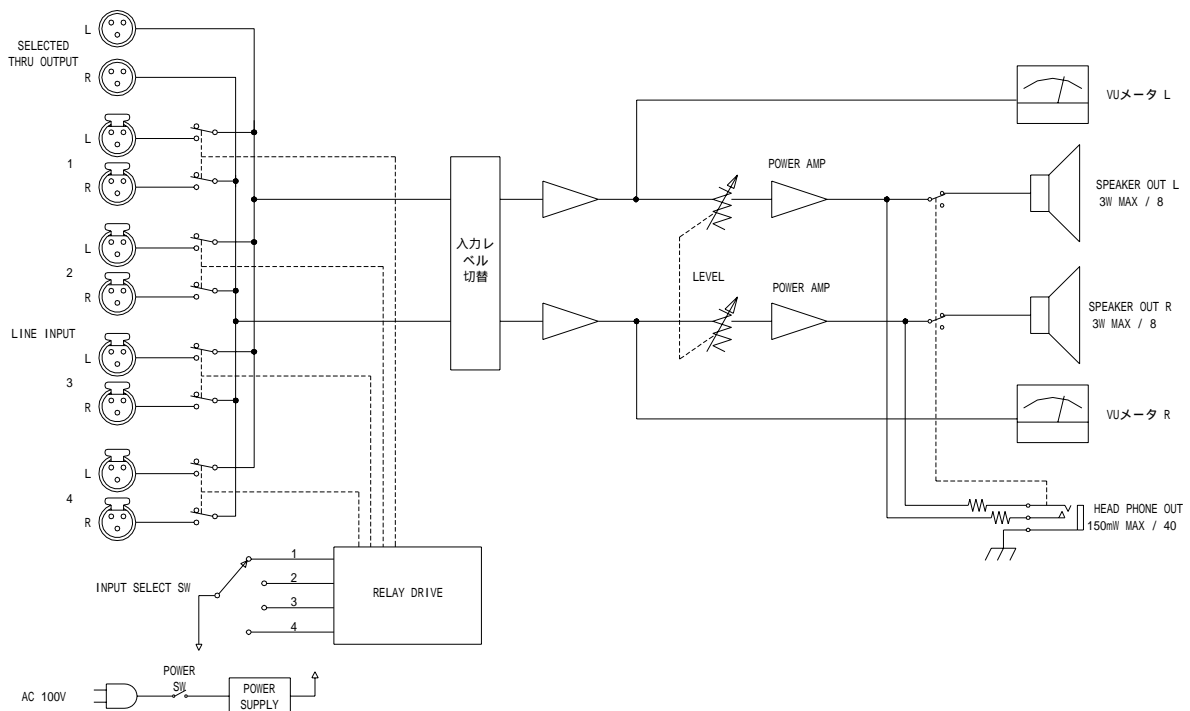 SELECTED
THRU OUTPUT
L
R
L
1
R
L
2
R
LINE INPUT
L
3
R
L
4
R
入力レ
ベル
切替
POWER AMP
LEVEL
POWER AMP
VUメータ L
SPEAKER OUT L
3W MAX / 8
SPEAKER OUT R
3W MAX / 8
VUメータ R
HEAD PHONE OUT
150mW MAX / 40
INPUT SELECT SW
1
2
3
4
RELAY DRIVE
AC 100V
POWER
SW
POWER
SUPPLY